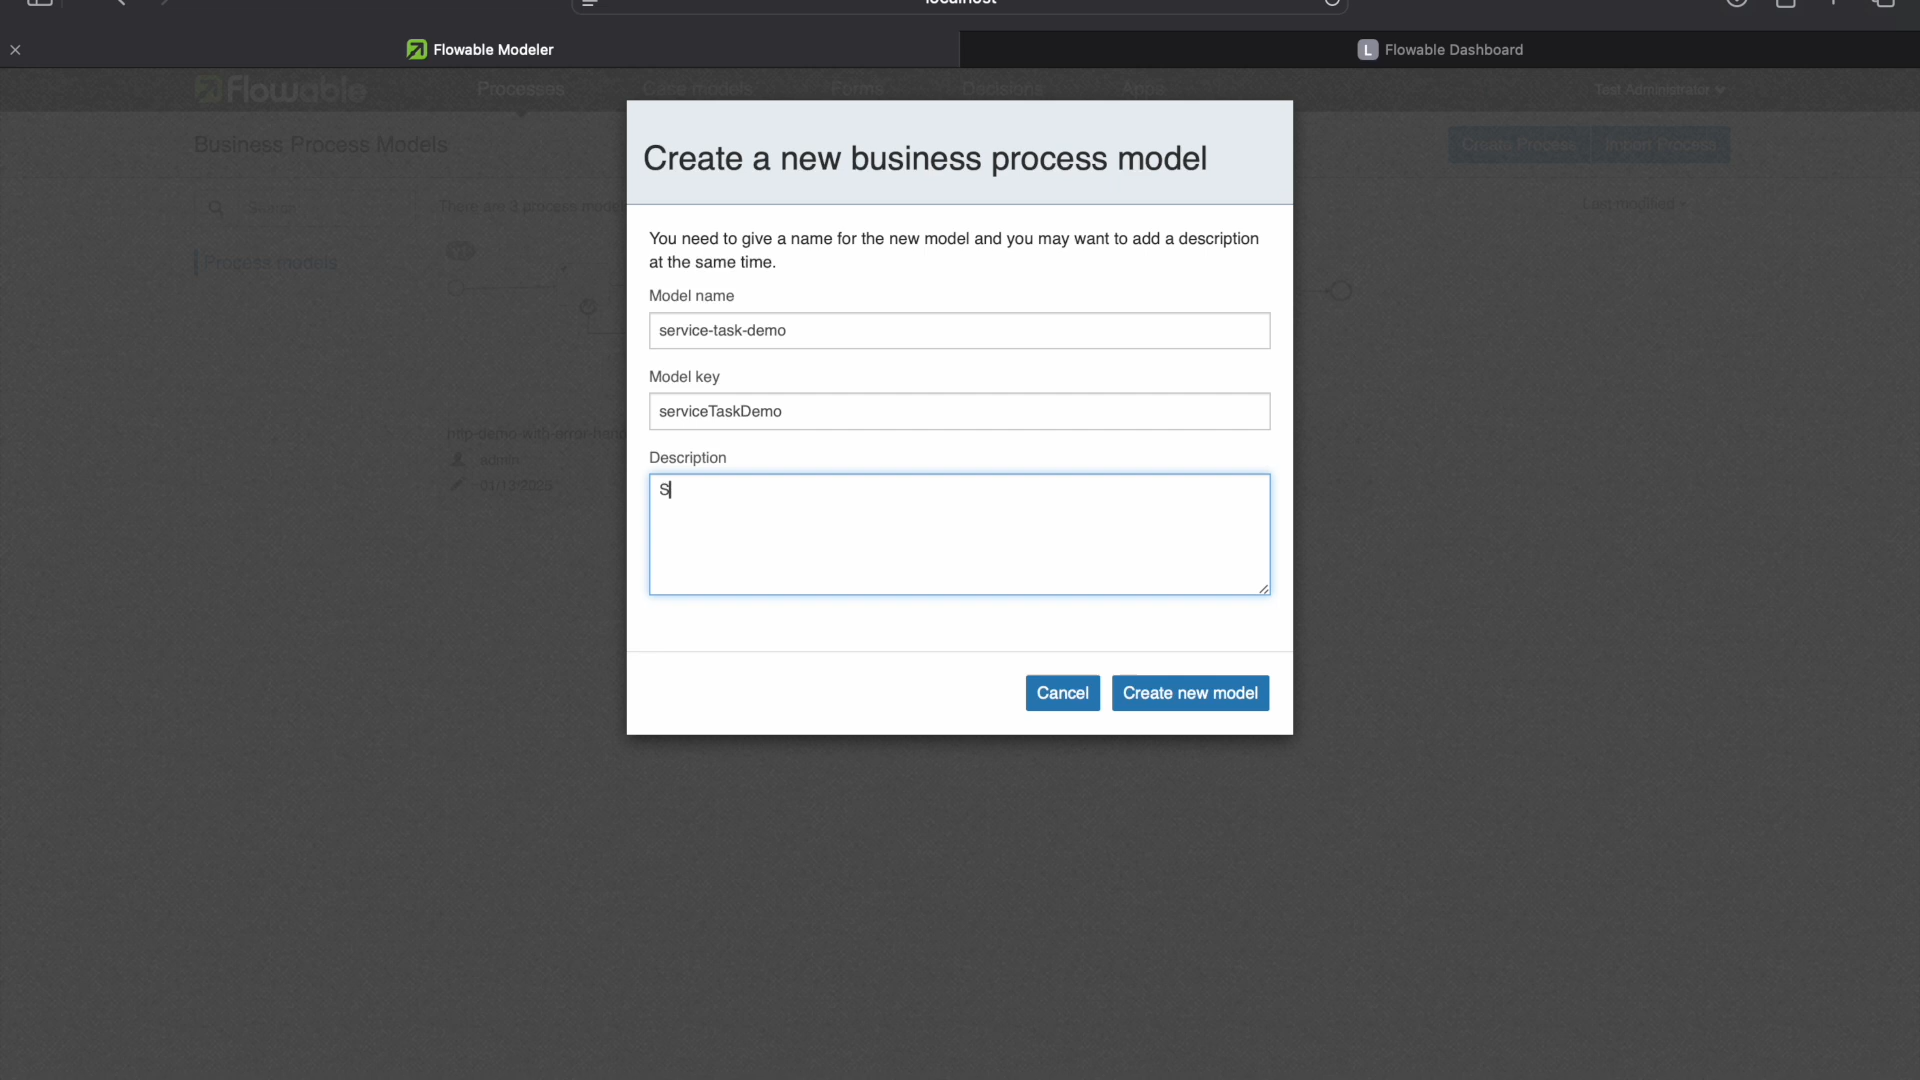 localhost
Flowable Modeler
L Flowable Dashboard
Flowable
Processes
Case models
Forms
Decisions
Apps
Test Administrator
Business Process Models
Create Process
Import Process
Search
There are 3 process mode
Last modified
Process models
http-demo-with-error-hand
admin
01/13/2025
Create a new business process model
You need to give a name for the new model and you may want to add a description
at the same time.
Model name
service-task-demo
Model key
serviceTaskDemo
Description
S
Cancel
Create new model